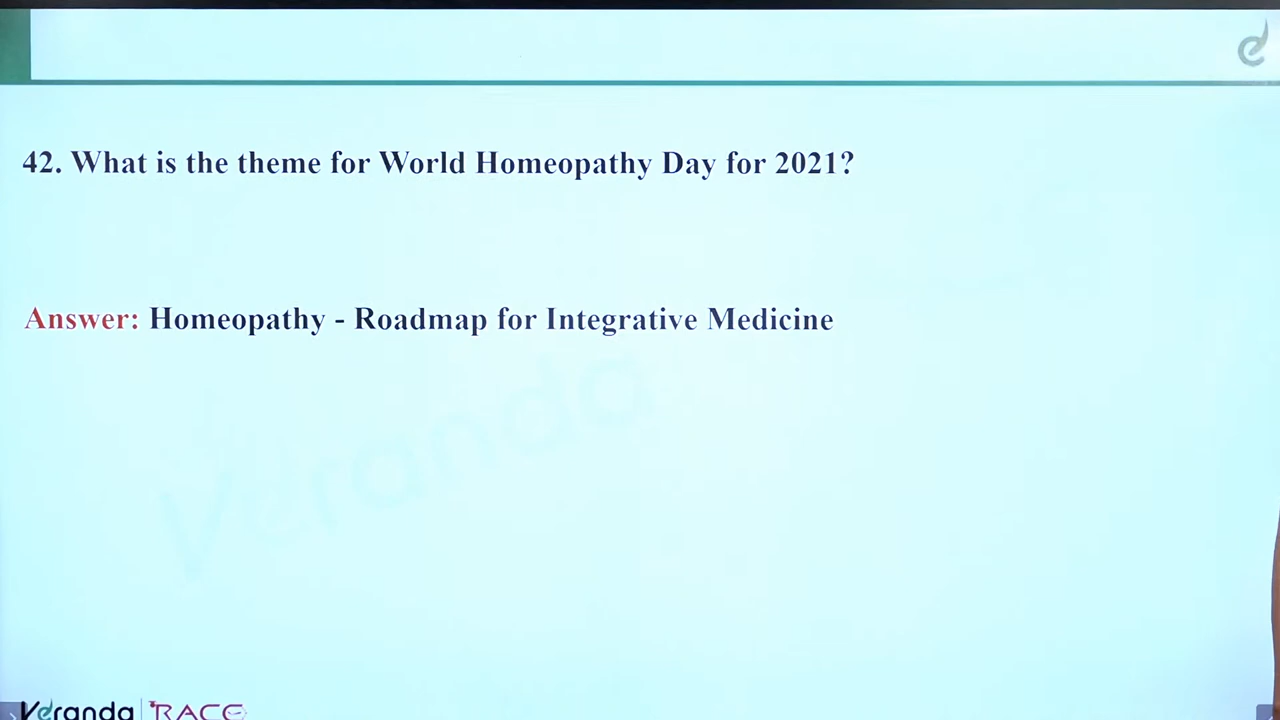 42. What is the theme for World Homeopathy Day for 2021?
Answer: Homeopathy - Roadmap for Integrative Medicine
Veranda
Veranda RACE